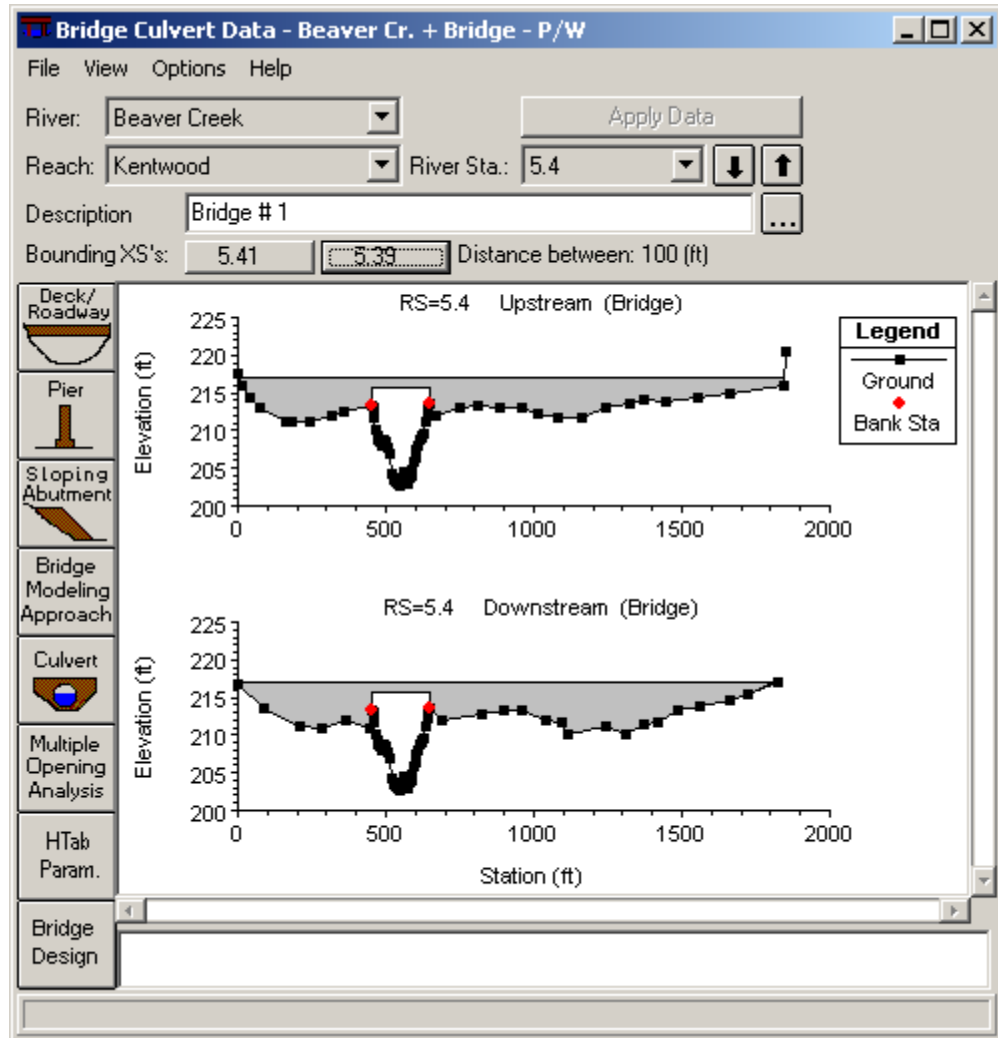 Bridge Culvert Data - Beaver Cr. + Bridge - P/W
File View Options Help
River: Beaver Creek Apply Data
Reach: Kentwood River Sta.: 5.4
Description Bridge # 1 ...
Bounding XS's: 5.41 5.39 Distance between: 100 (ft)
Deck/
Roadway
Pier
Sloping
Abutment
Bridge
Modeling
Approach
Culvert
Multiple
Opening
Analysis
HTab
Param.
Bridge
Design
RS=5.4 Upstream (Bridge)
225
220
215
210
205
200
Elevation (ft)
0 500 1000 1500 2000
Legend
Ground
Bank Sta
RS=5.4 Downstream (Bridge)
225
220
215
210
205
200
Elevation (ft)
0 500 1000 1500 2000
Station (ft)